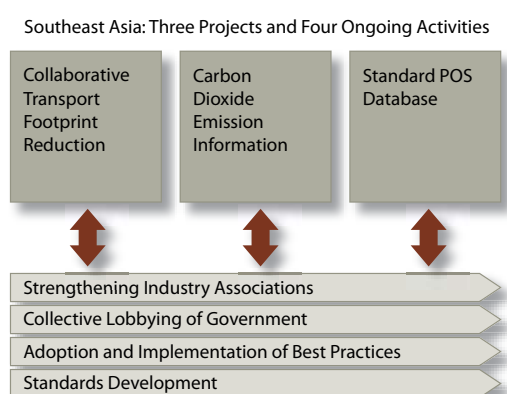 Southeast Asia: Three Projects and Four Ongoing Activities
Collaborative
Transport
Footprint
Reduction
Carbon
Dioxide
Emission
Information
Standard POS
Database
Strengthening Industry Associations
Collective Lobbying of Government
Adoption and Implementation of Best Practices
Standards Development